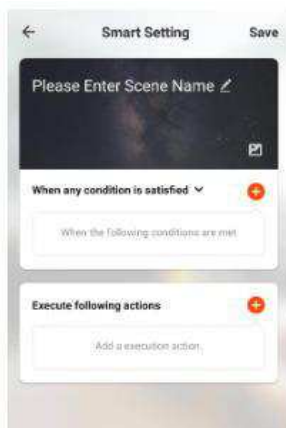 Smart Setting
Save
Please Enter Scene Name
When any condition is satisfied
When the following conditions are met
Execute following actions
Add a execution action.